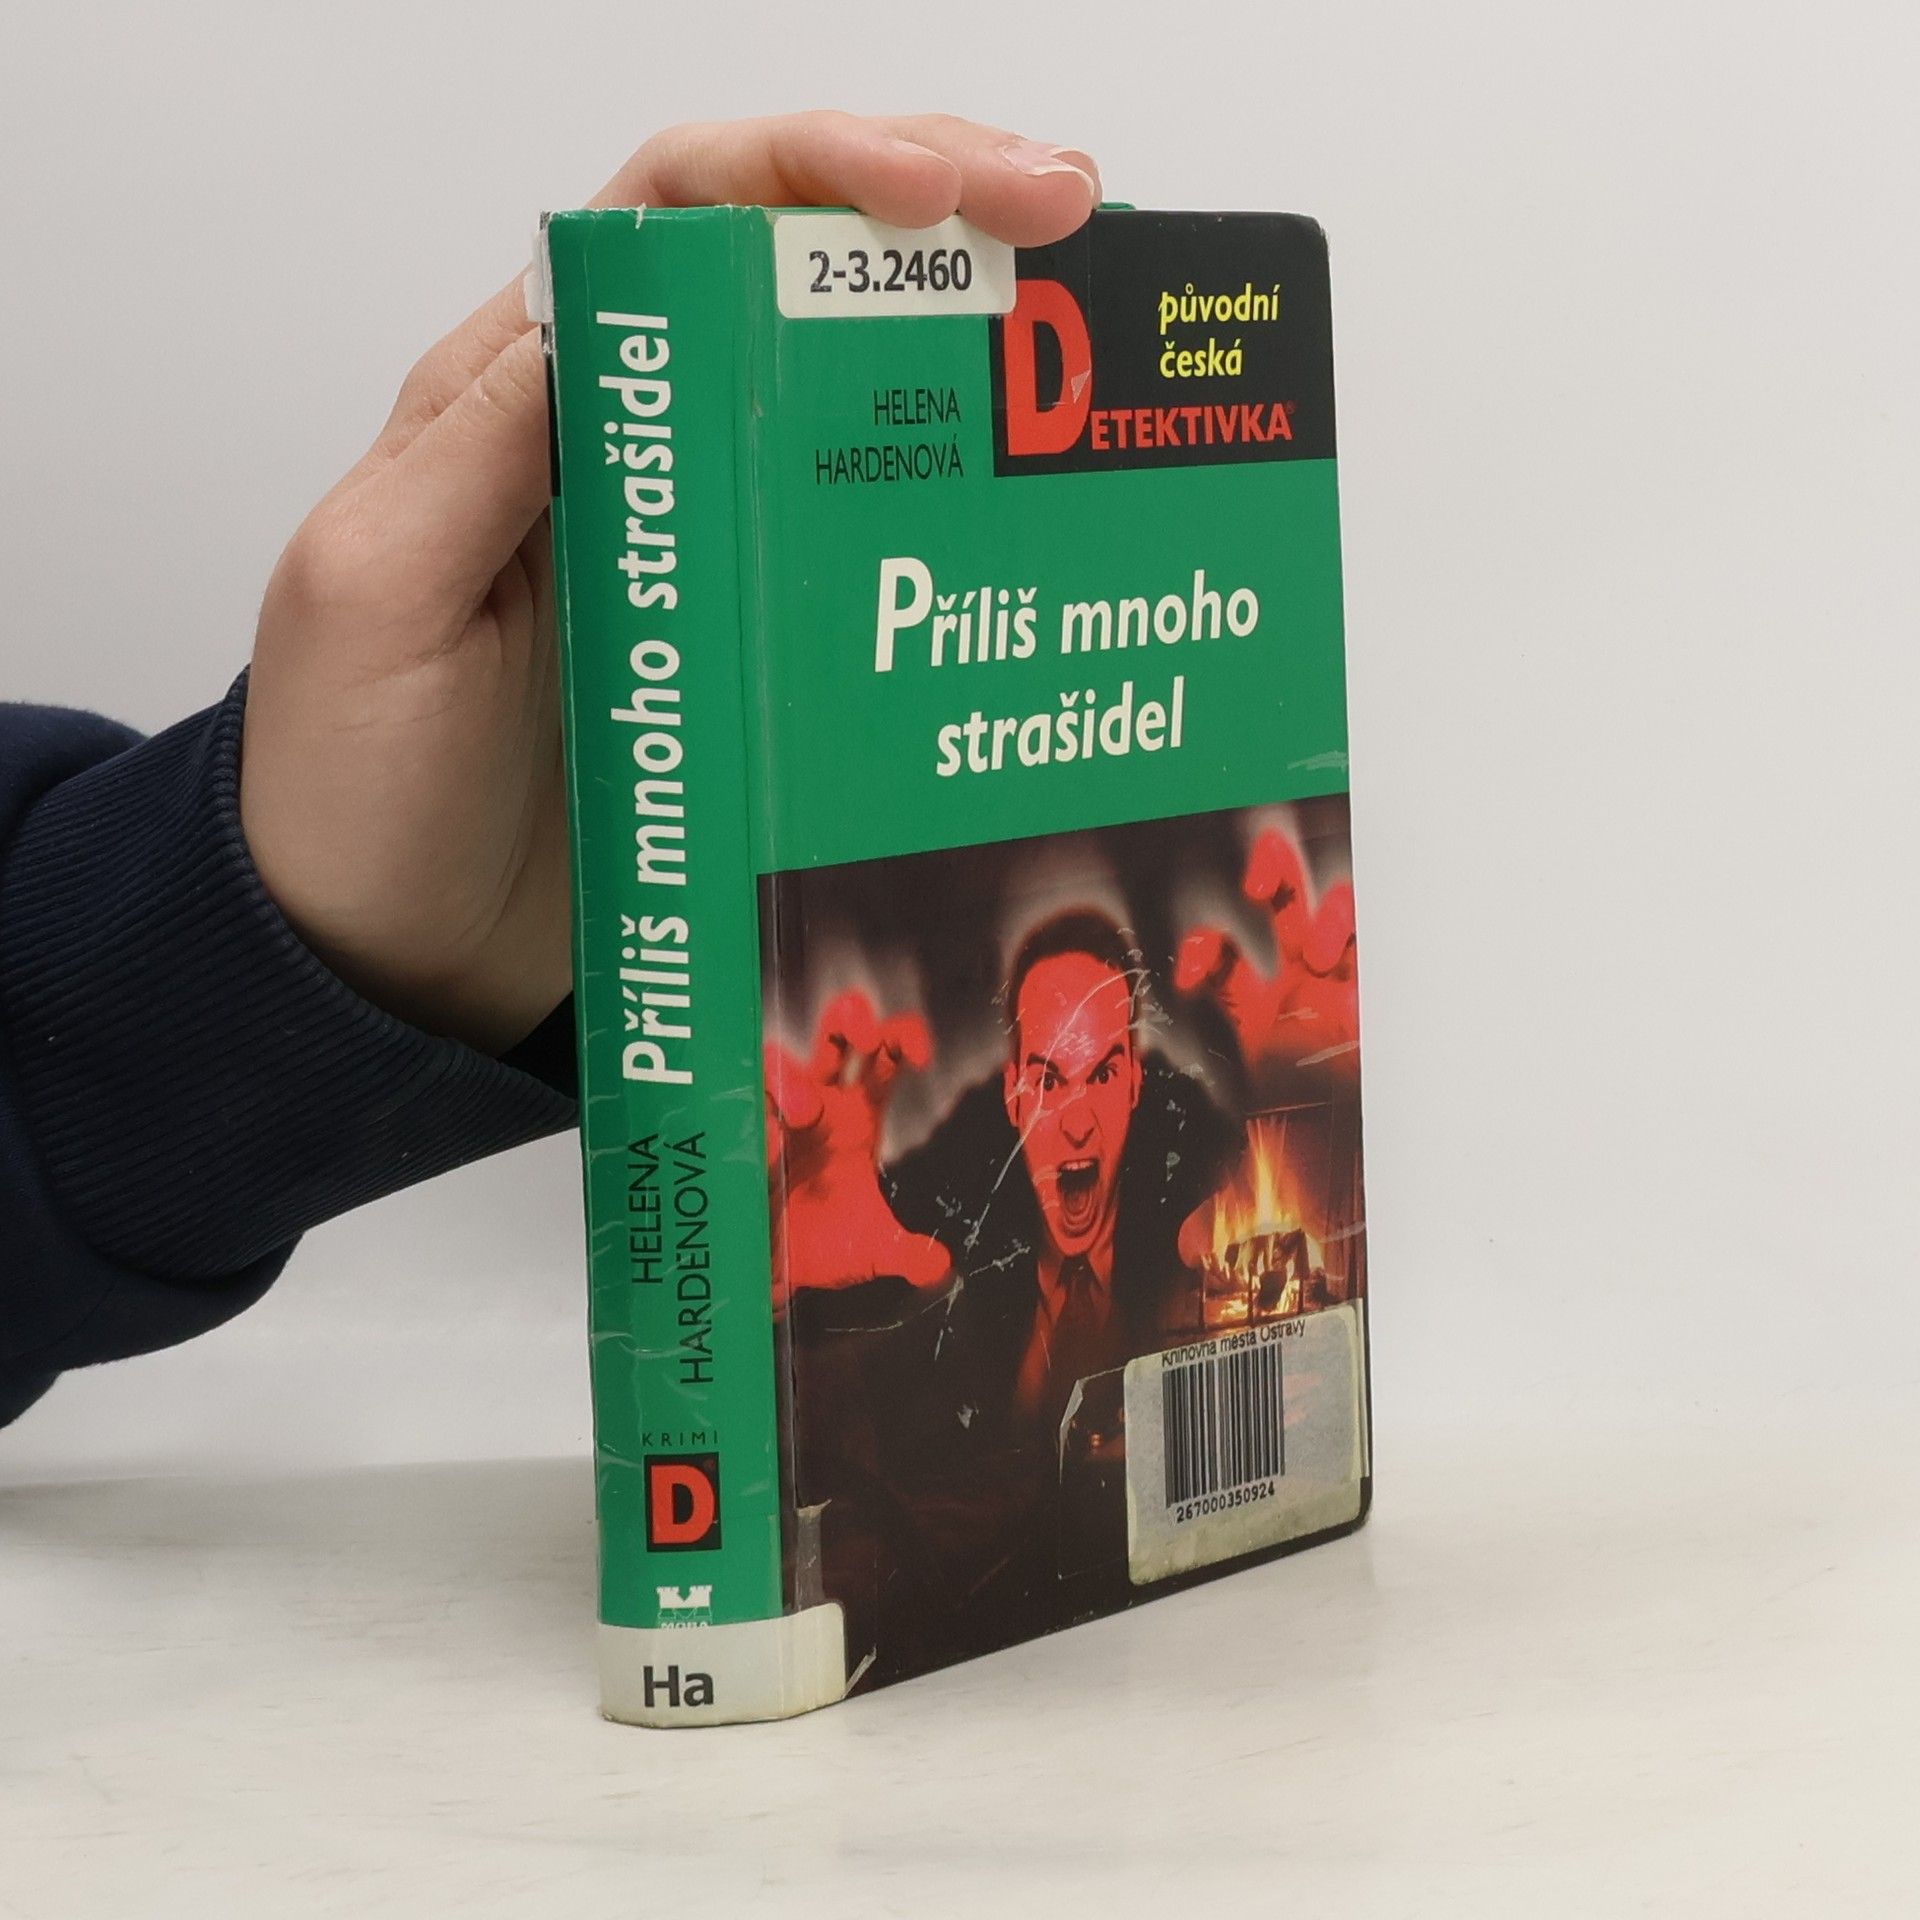 2-3.2460
původní
česká
DETEKTIVKA®
HELENA
HARDENOVÁ
Příliš mnoho
strašidel
Knihovna města Ostravy
267000350924
HELENA
HARDENOVÁ
Příliš mnoho strašidel
KRIMI
D®
MOBA
Ha